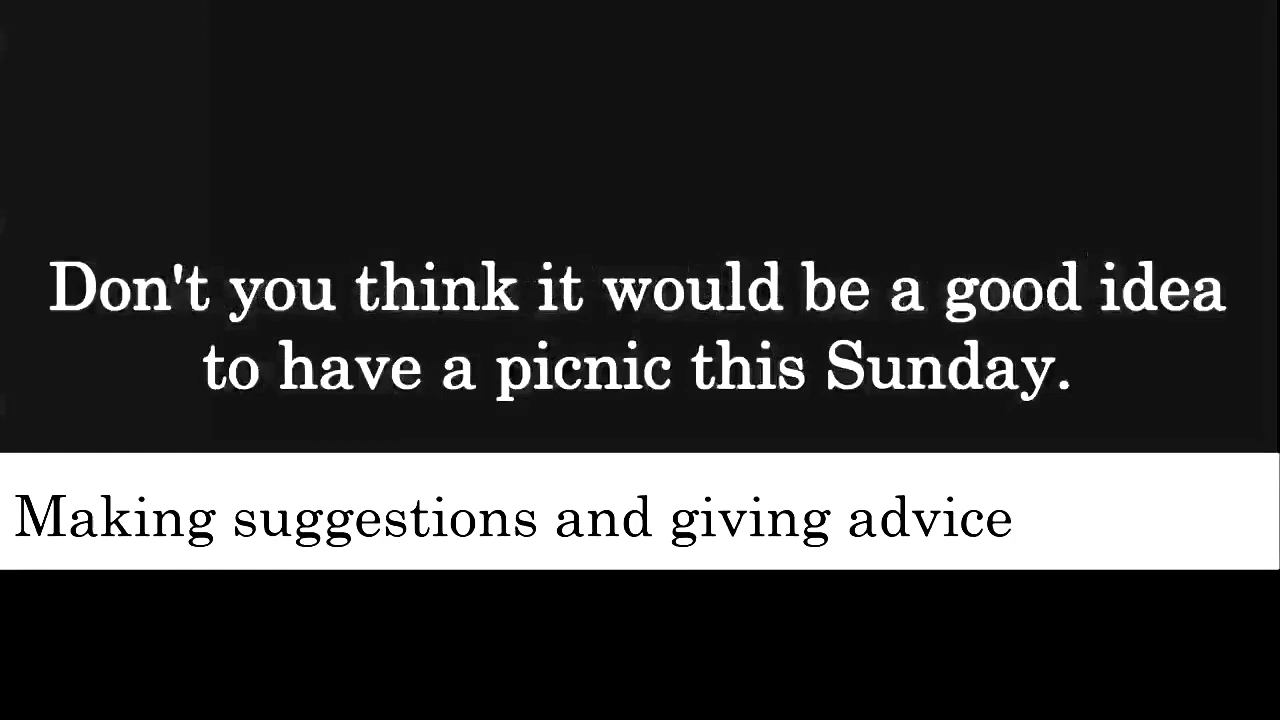 Don't you think it would be a good idea
to have a picnic this Sunday.
Making suggestions and giving advice